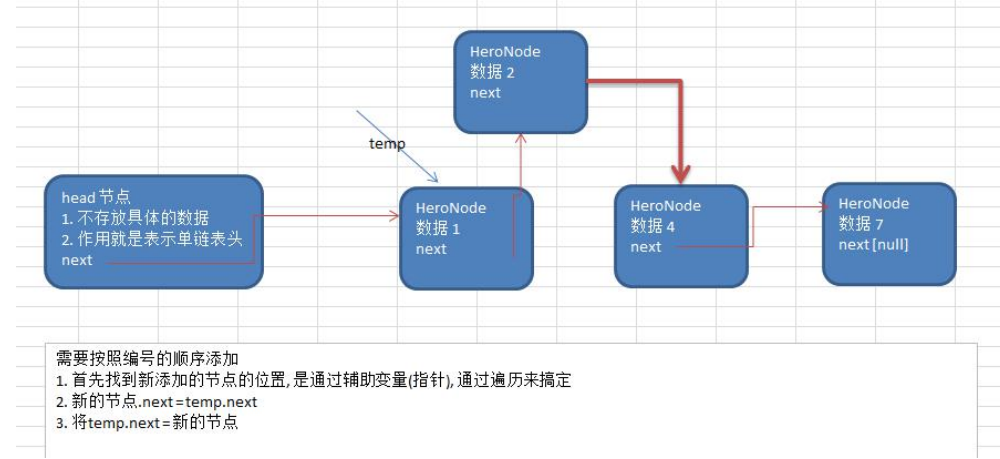 HeroNode
数据 2
next
temp
head 节点
1. 不存放具体的数据
2. 作用就是表示单链表头
next
HeroNode
数据 1
next
HeroNode
数据 4
next
HeroNode
数据 7
next[null]
需要按照编号的顺序添加
1. 首先找到新添加的节点的位置, 是通过辅助变量(指针), 通过遍历来搞定
2. 新的节点.next=temp.next
3. 将temp.next=新的节点